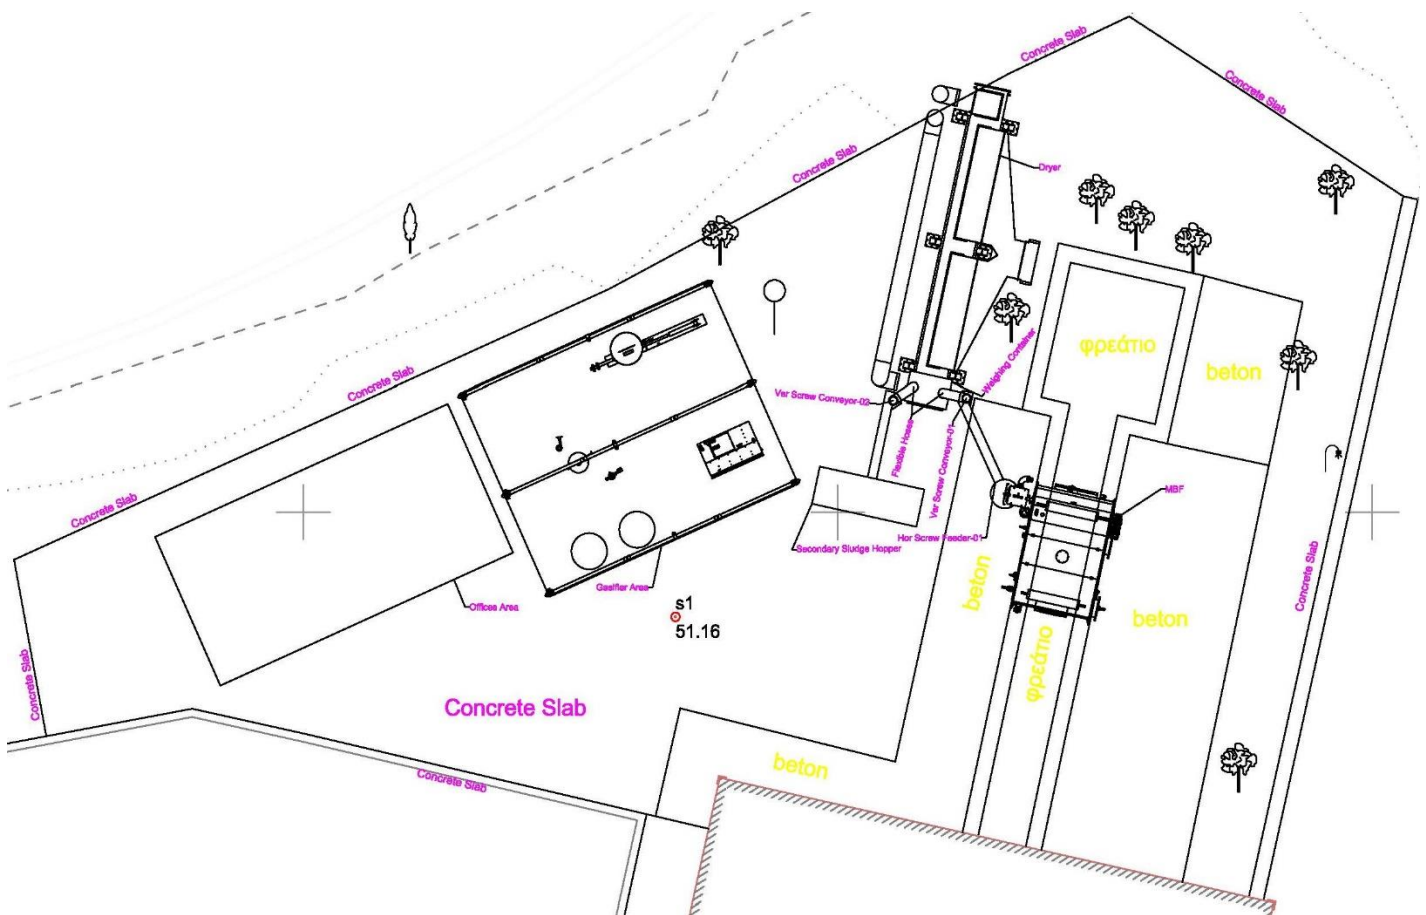 Concrete Slab
Concrete Slab
Concrete Slab
Dryer
φρεάτιο
beton
Weighing Container
Concrete Slab
Ver Screw Conveyor-02
Flexible Hoses
Ver Screw Conveyor-01
MBF
Concrete Slab
Hor Screw Feeder-01
Secondary Sludge Hopper
Concrete Slab
beton
Gasifier Area
Offices Area
s1
51.16
beton
φρεάτιο
Concrete Slab
Concrete Slab
beton
Concrete Slab